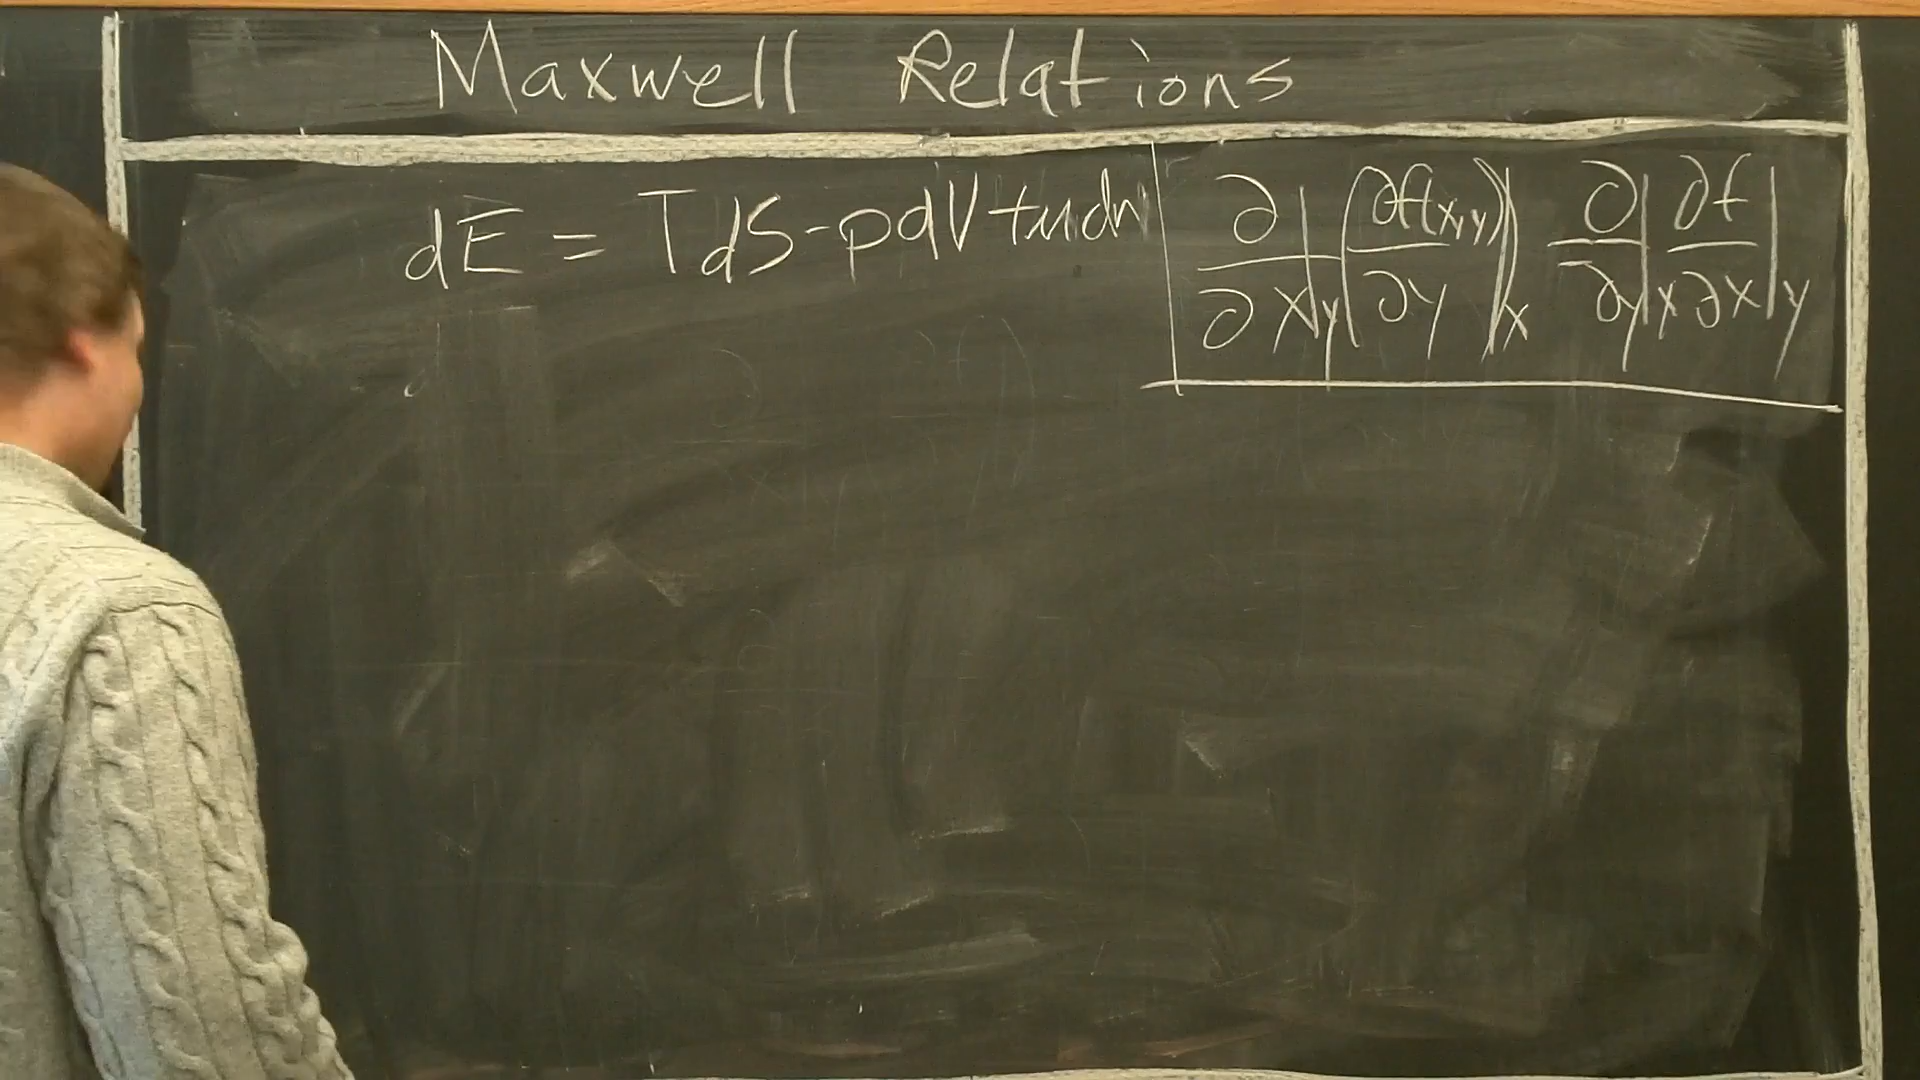 Maxwell Relations
dE = TdS - pdV + μdn
∂/∂x|y (∂f(x,y)/∂y)|x ∂/∂y|x ∂f/∂x|y